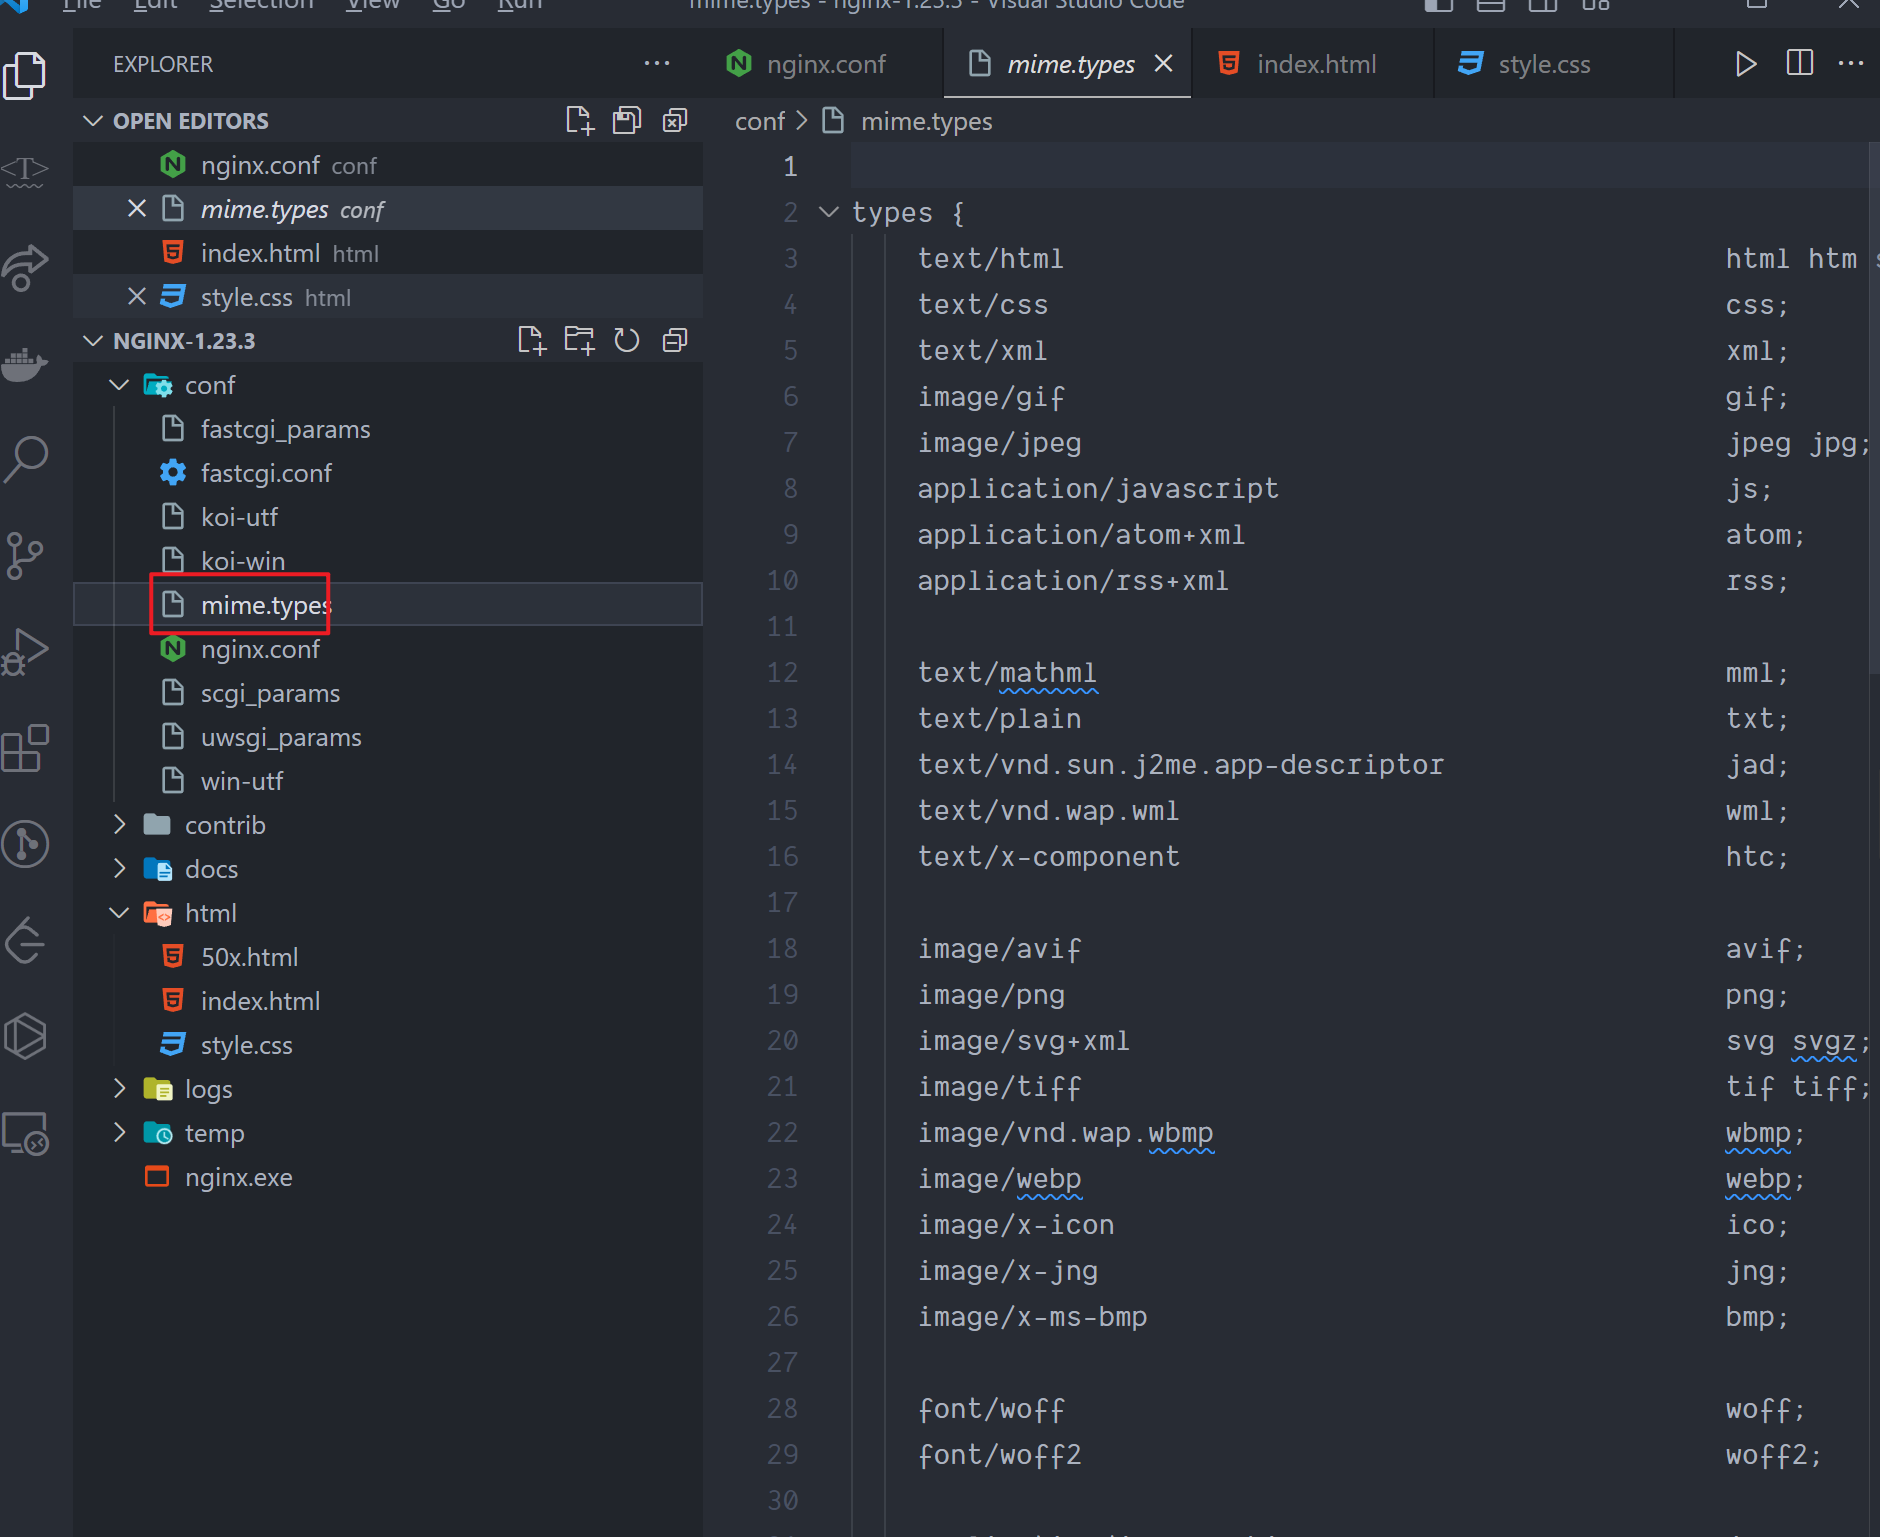 File Edit Selection View Go Run
mime.types - nginx-1.23.3 - Visual Studio Code
EXPLORER
OPEN EDITORS
nginx.conf conf
mime.types conf
index.html html
style.css html
NGINX-1.23.3
conf
fastcgi_params
fastcgi.conf
koi-utf
koi-win
mime.types
nginx.conf
scgi_params
uwsgi_params
win-utf
contrib
docs
html
50x.html
index.html
style.css
logs
temp
nginx.exe
nginx.conf mime.types index.html style.css
conf > mime.types
1
2 types {
3 text/html html htm
4 text/css css;
5 text/xml xml;
6 image/gif gif;
7 image/jpeg jpeg jpg;
8 application/javascript js;
9 application/atom+xml atom;
10 application/rss+xml rss;
11
12 text/mathml mml;
13 text/plain txt;
14 text/vnd.sun.j2me.app-descriptor jad;
15 text/vnd.wap.wml wml;
16 text/x-component htc;
17
18 image/avif avif;
19 image/png png;
20 image/svg+xml svg svgz;
21 image/tiff tif tiff;
22 image/vnd.wap.wbmp wbmp;
23 image/webp webp;
24 image/x-icon ico;
25 image/x-jng jng;
26 image/x-ms-bmp bmp;
27
28 font/woff woff;
29 font/woff2 woff2;
30